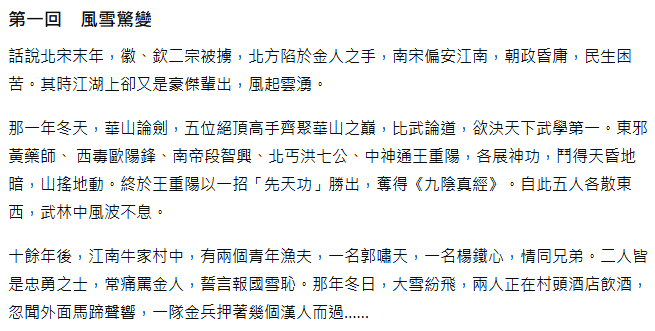 第一回　風雪驚變
話說北宋末年，徽、欽二宗被擄，北方陷於金人之手，南宋偏安江南，朝政昏庸，民生困
苦。其時江湖上卻又是豪傑輩出，風起雲湧。
那一年冬天，華山論劍，五位絕頂高手齊聚華山之巔，比武論道，欲決天下武學第一。東邪
黃藥師、 西毒歐陽鋒、南帝段智興、北丐洪七公、中神通王重陽，各展神功，鬥得天昏地
暗，山搖地動。終於王重陽以一招「先天功」勝出，奪得《九陰真經》。自此五人各散東
西，武林中風波不息。
十餘年後，江南牛家村中，有兩個青年漁夫，一名郭嘯天，一名楊鐵心，情同兄弟。二人皆
是忠勇之士，常痛罵金人，誓言報國雪恥。那年冬日，大雪紛飛，兩人正在村頭酒店飲酒，
忽聞外面馬蹄聲響，一隊金兵押著幾個漢人而過......